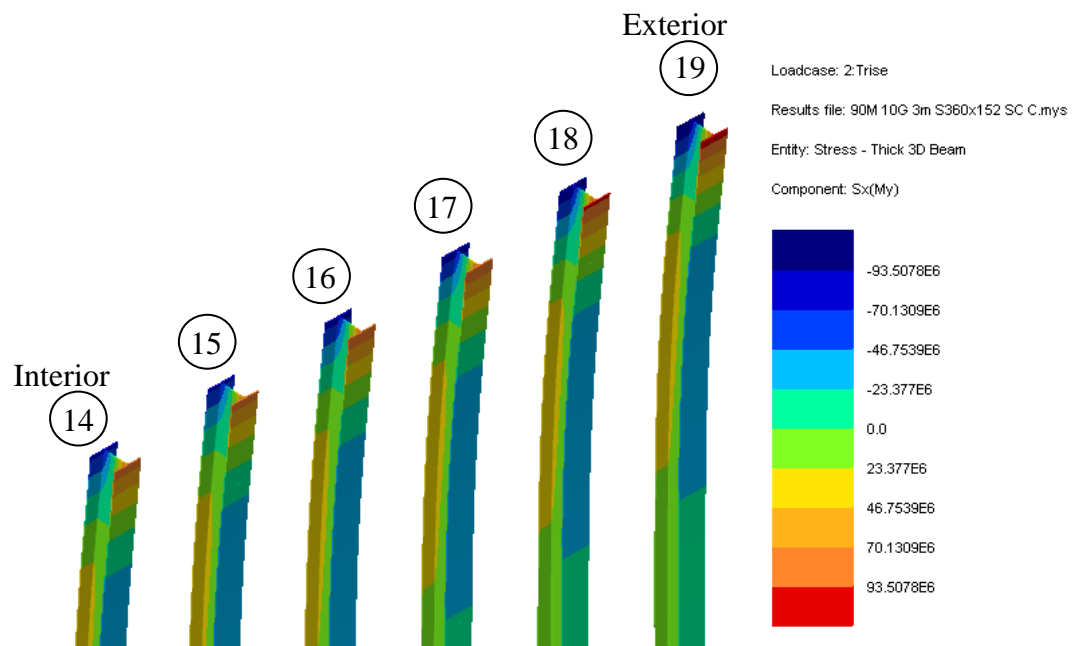 Exterior
19
18
17
16
15
Interior
14
Loadcase: 2:Trise
Results file: 90M 10G 3m S360x152 SC C.mys
Entity: Stress - Thick 3D Beam
Component: Sx(My)
-93.5078E6
-70.1309E6
-46.7539E6
-23.377E6
0.0
23.377E6
46.7539E6
70.1309E6
93.5078E6